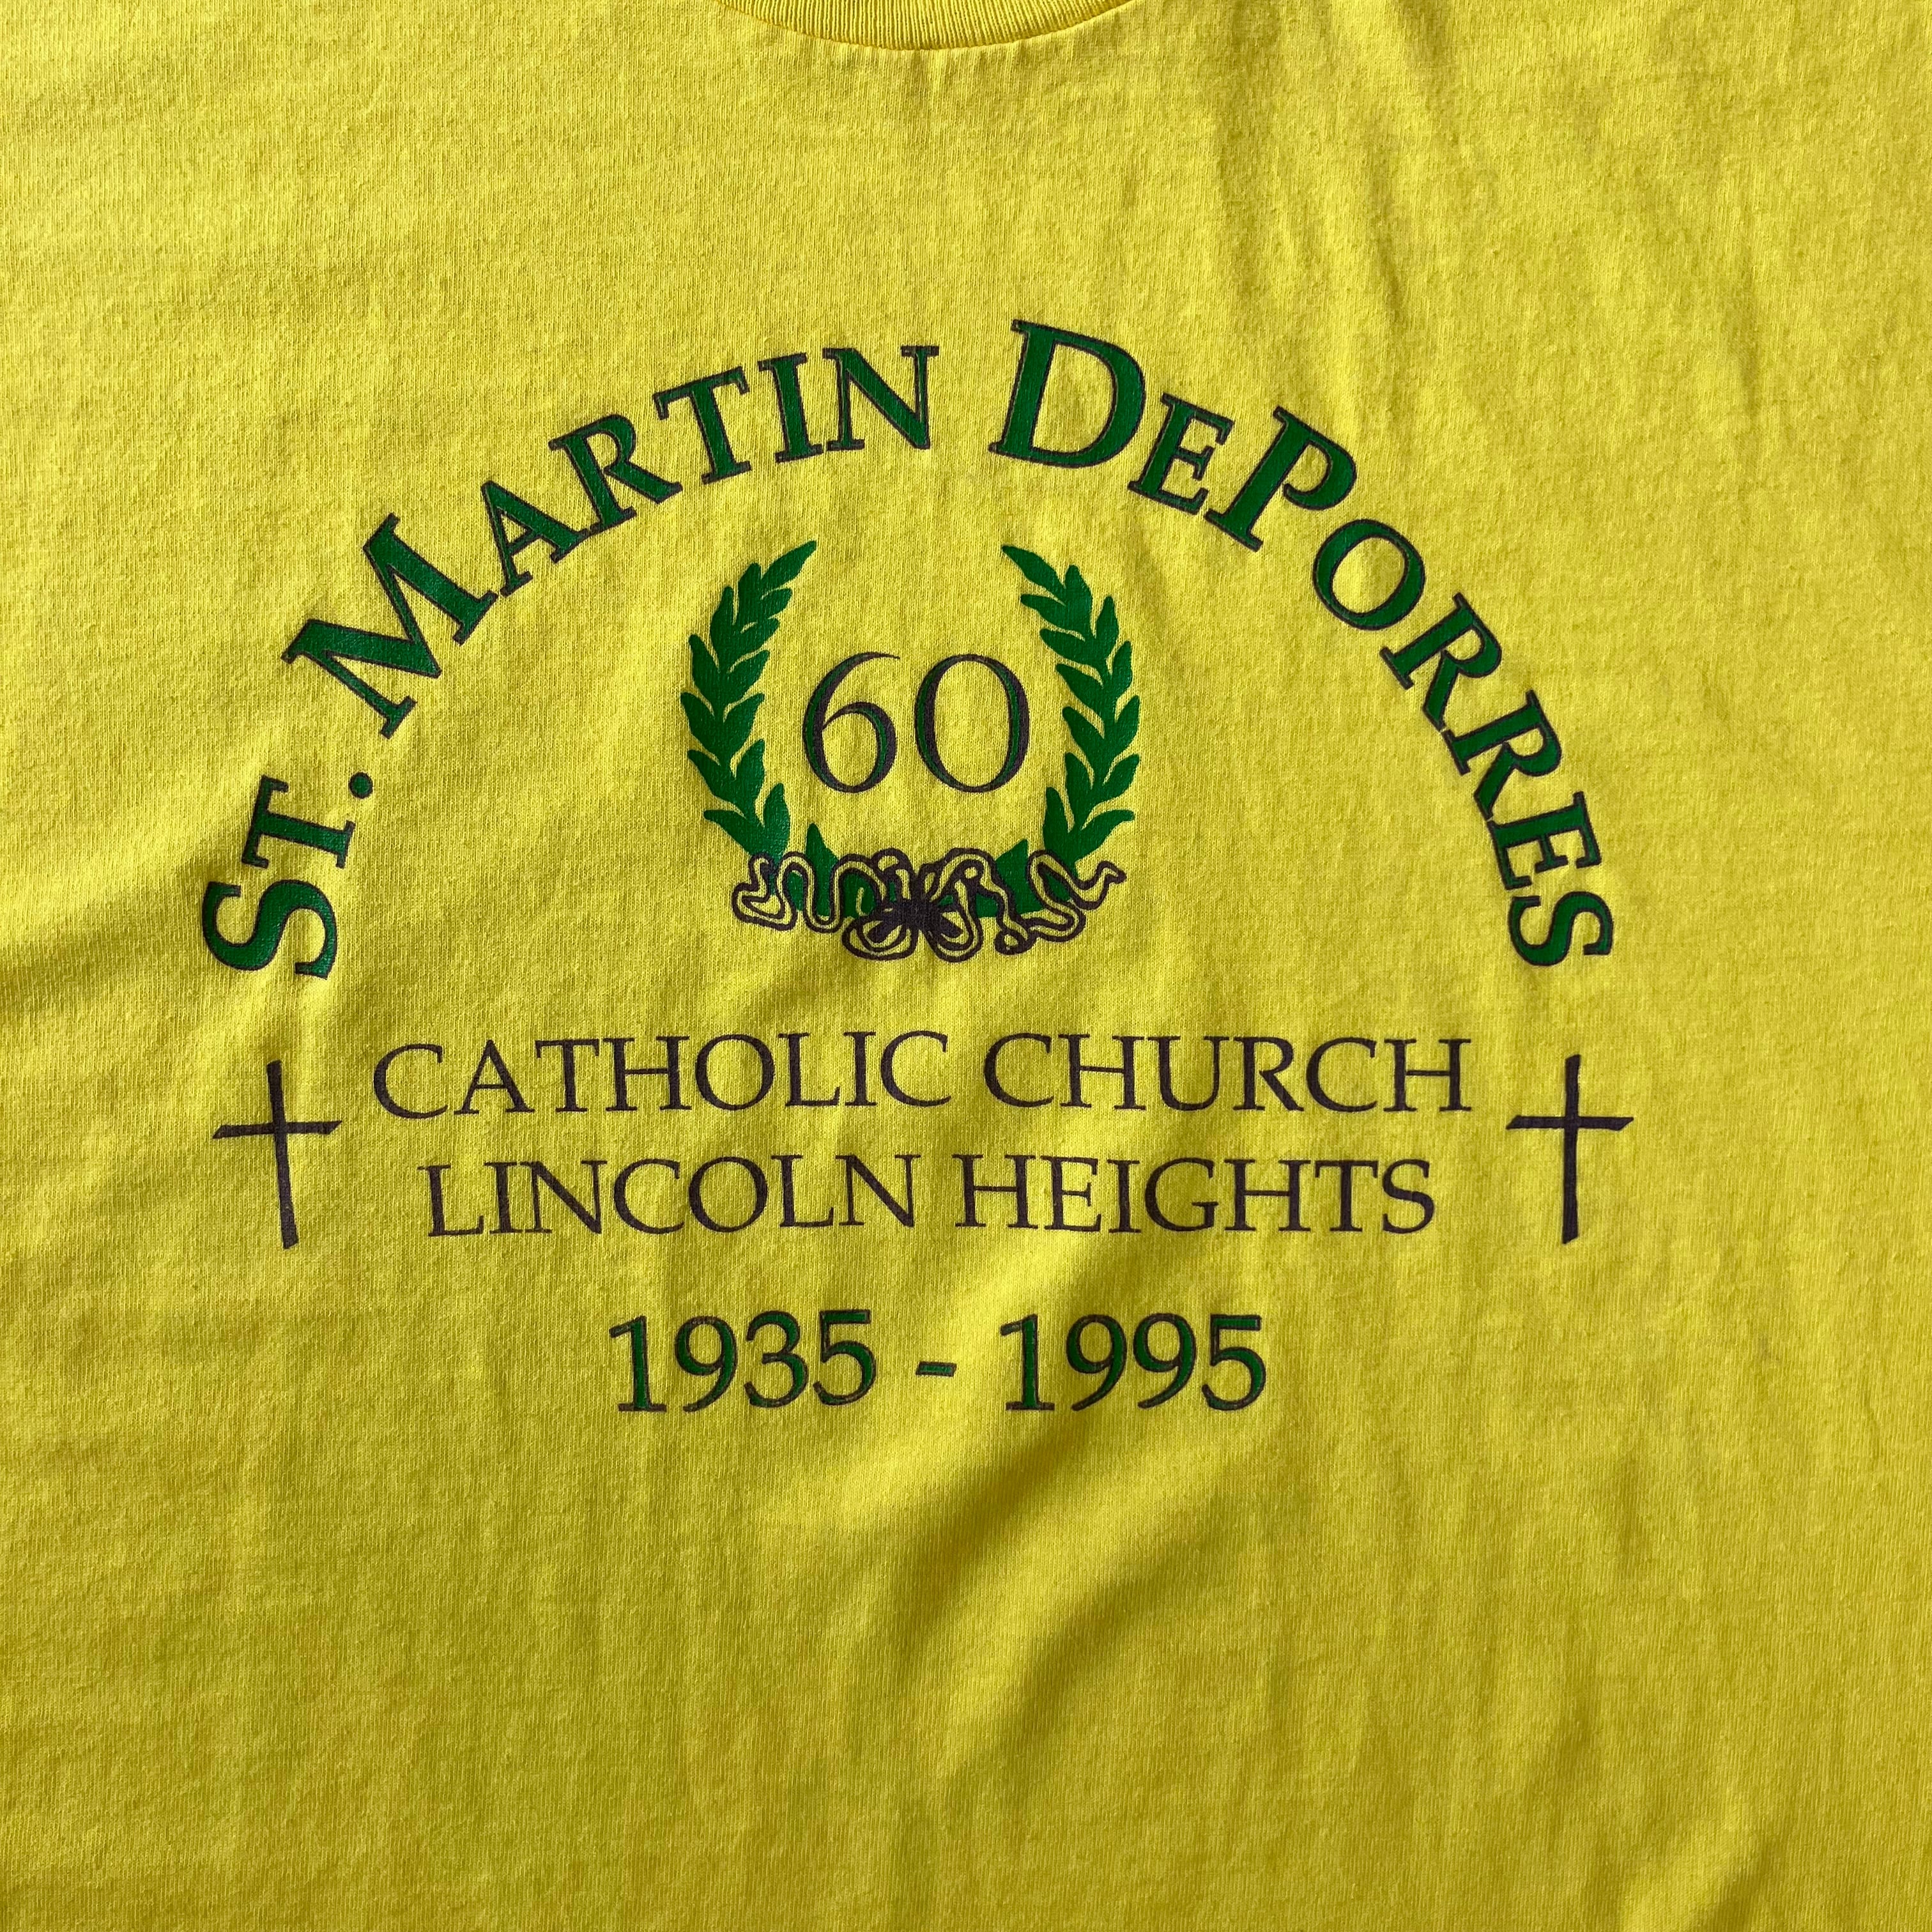 ST. MARTIN DEPORRES
60
CATHOLIC CHURCH
LINCOLN HEIGHTS
1935 - 1995